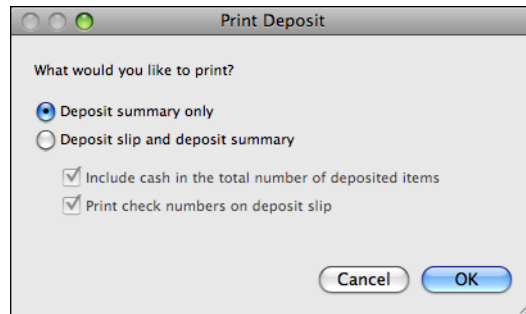 Print Deposit
What would you like to print?
Deposit summary only
Deposit slip and deposit summary
Include cash in the total number of deposited items
Print check numbers on deposit slip
Cancel OK